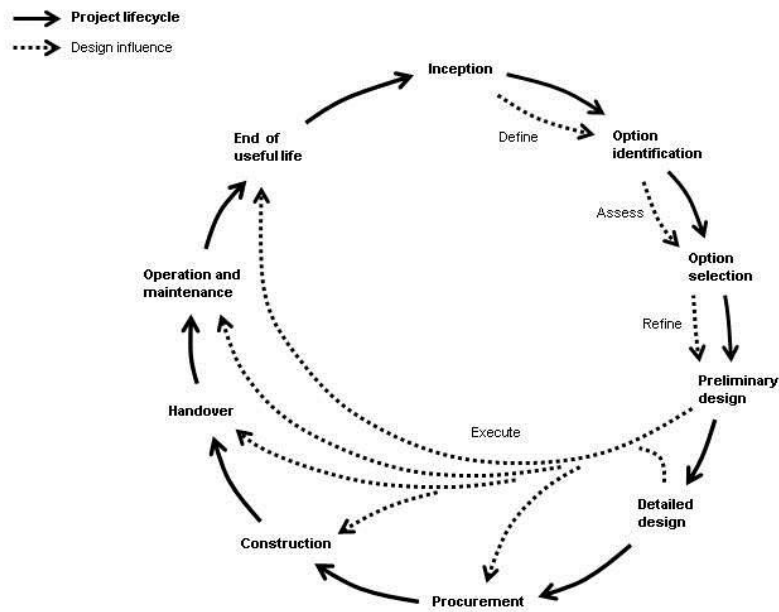 Project lifecycle
Design influence
Inception
Define
Option
identification
Assess
Option
selection
Refine
Preliminary
design
Execute
Detailed
design
Procurement
Construction
Handover
Operation and
maintenance
End of
useful life